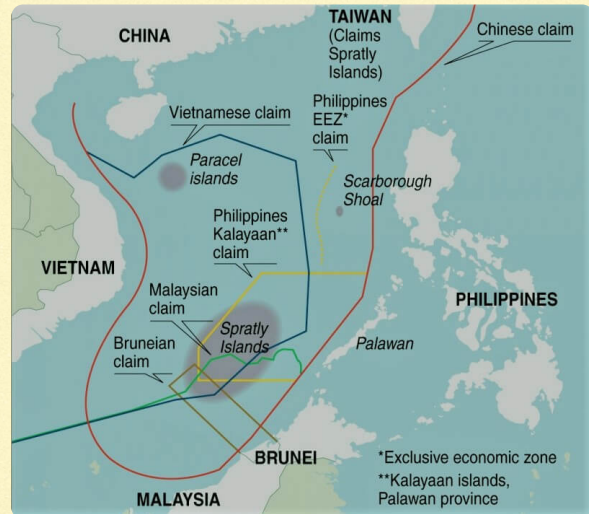 TAIWAN
(Claims
Spratly
Islands)
CHINA
Chinese claim
Vietnamese claim
Philippines
EEZ*
claim
Paracel
islands
Scarborough
Shoal
Philippines
Kalayaan**
claim
VIETNAM
Malaysian
claim
PHILIPPINES
Spratly
Islands
Bruneian
claim
Palawan
BRUNEI
*Exclusive economic zone
**Kalayaan islands,
Palawan province
MALAYSIA